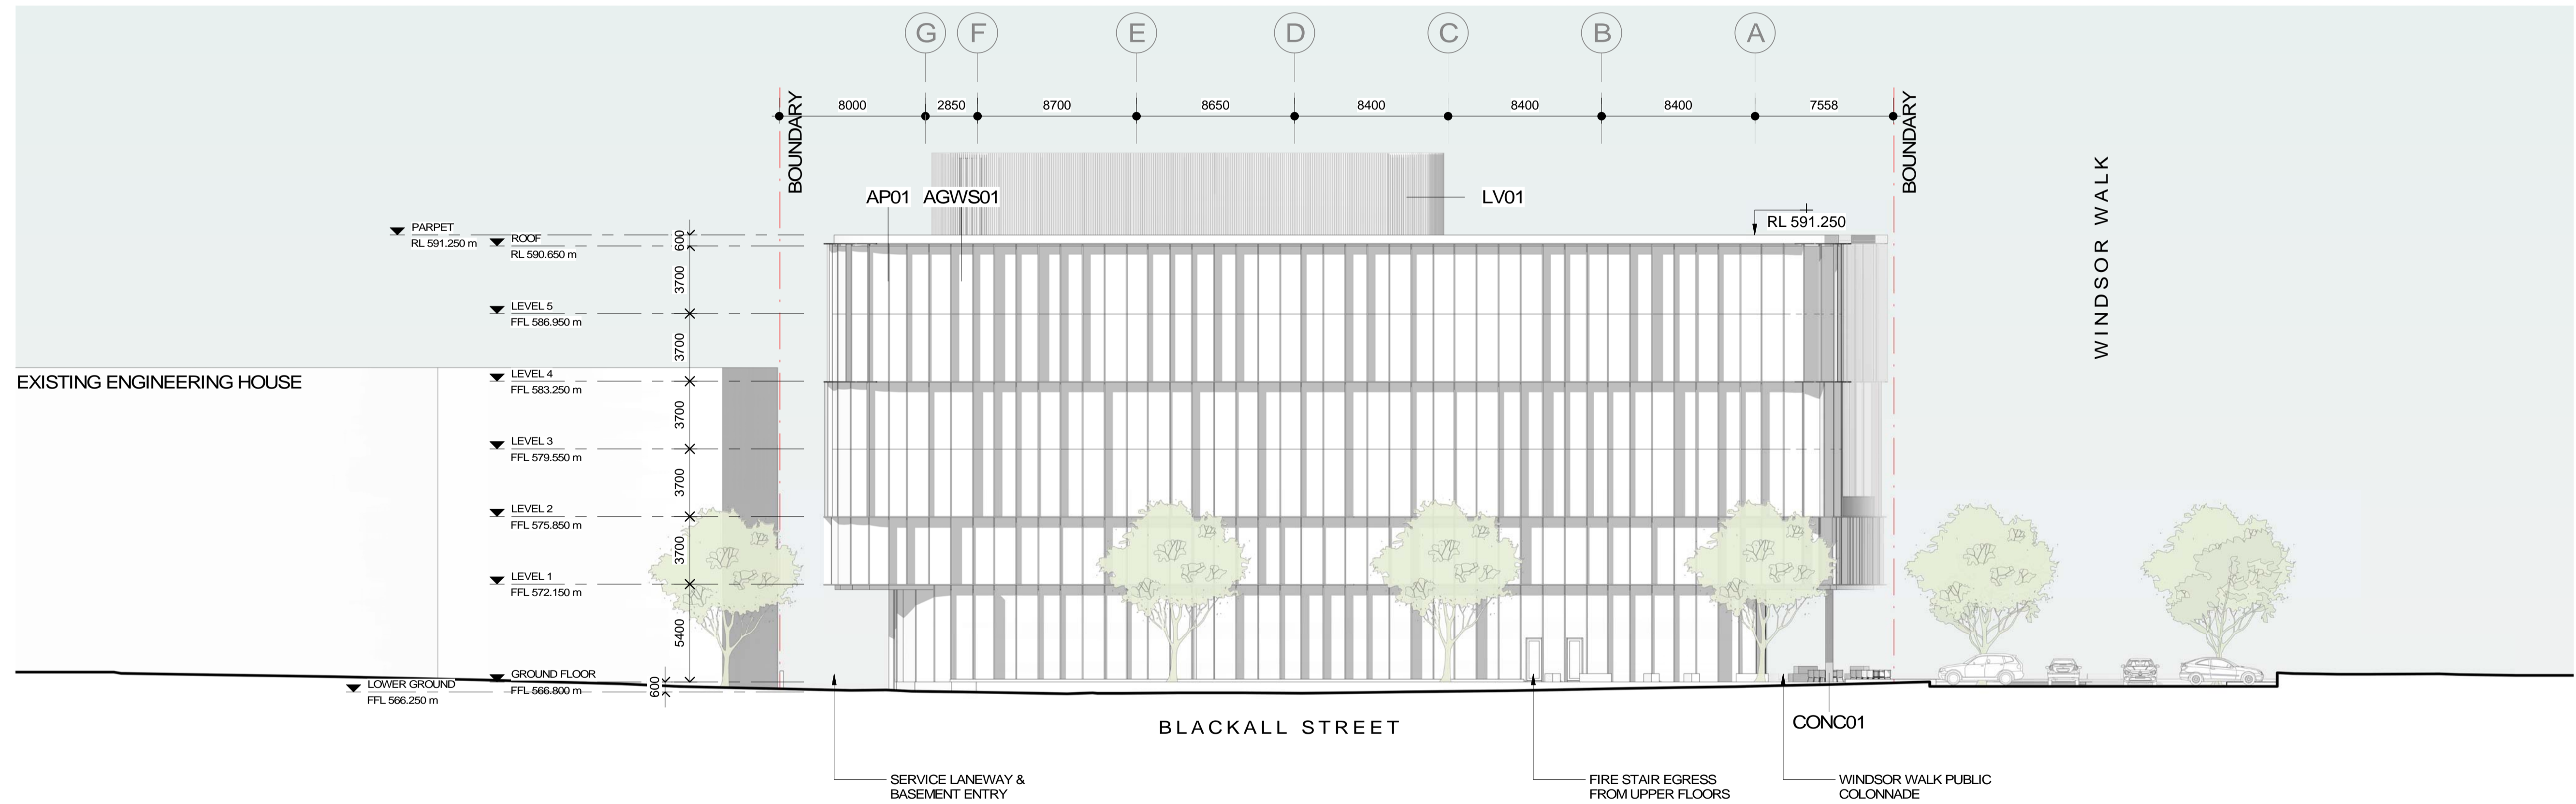 G F E D C B A
8000 2850 8700 8650 8400 8400 8400 7558
BOUNDARY
BOUNDARY
WINDSOR WALK
AP01 AGWS01
LV01
RL 591.250
PARPET
RL 591.250 m
ROOF
RL 590.650 m
600
3700
LEVEL 5
FFL 586.950 m
3700
EXISTING ENGINEERING HOUSE
LEVEL 4
FFL 583.250 m
3700
LEVEL 3
FFL 579.550 m
3700
LEVEL 2
FFL 575.850 m
3700
LEVEL 1
FFL 572.150 m
5400
GROUND FLOOR
FFL 566.800 m
600
LOWER GROUND
FFL 566.250 m
BLACKALL STREET
CONC01
SERVICE LANEWAY &
BASEMENT ENTRY
FIRE STAIR EGRESS
FROM UPPER FLOORS
WINDSOR WALK PUBLIC
COLONNADE